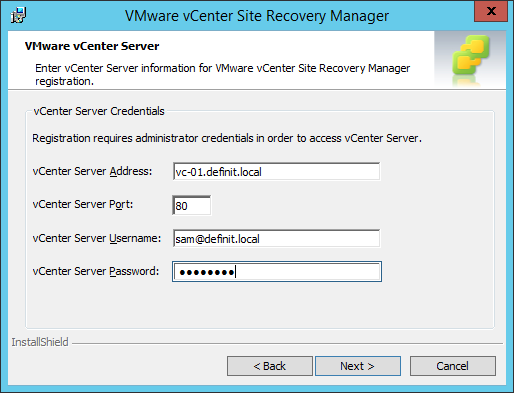 VMware vCenter Site Recovery Manager
x
VMware vCenter Server
Enter vCenter Server information for VMware vCenter Site Recovery Manager
registration.
vCenter Server Credentials
Registration requires administrator credentials in order to access vCenter Server.
vCenter Server Address: vc-01.definit.local
vCenter Server Port: 80
vCenter Server Username: sam@definit.local
vCenter Server Password: ●●●●●●●●
InstallShield
< Back Next > Cancel